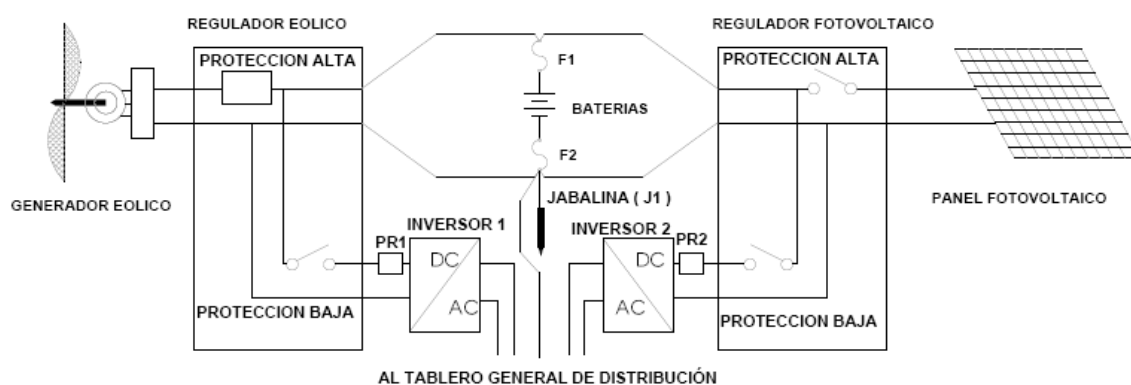 REGULADOR EOLICO
REGULADOR FOTOVOLTAICO
PROTECCION ALTA
F1
PROTECCION ALTA
BATERIAS
F2
GENERADOR EOLICO
JABALINA ( J1 )
PANEL FOTOVOLTAICO
INVERSOR 1
INVERSOR 2
PR1
PR2
DC
DC
AC
AC
PROTECCION BAJA
PROTECCION BAJA
AL TABLERO GENERAL DE DISTRIBUCIÓN